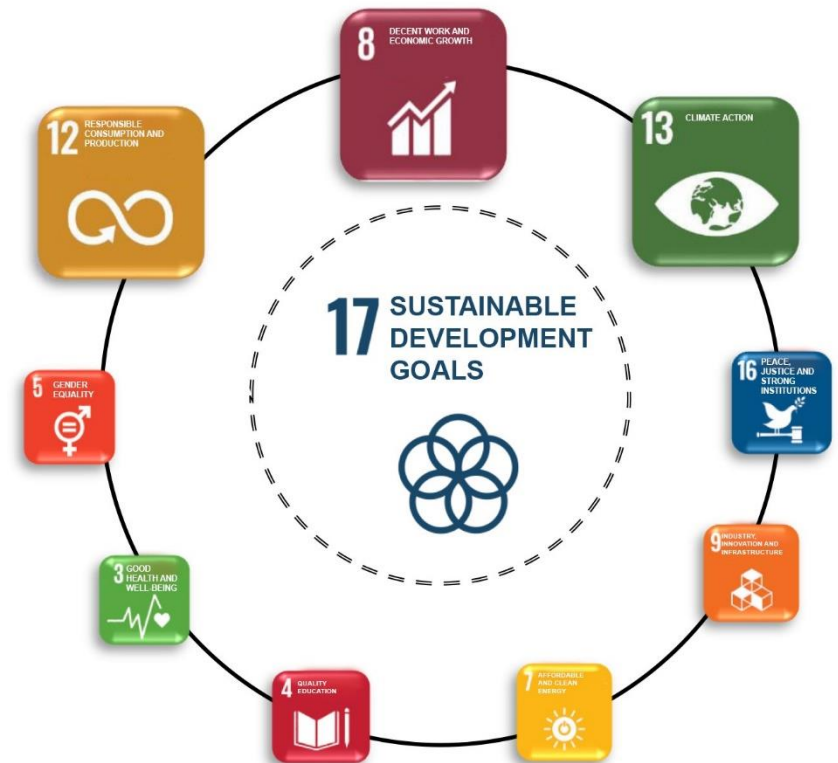 8 DECENT WORK AND
ECONOMIC GROWTH
12 RESPONSIBLE
CONSUMPTION AND
PRODUCTION
13 CLIMATE ACTION
17 SUSTAINABLE
DEVELOPMENT
GOALS
5 GENDER
EQUALITY
16 PEACE,
JUSTICE AND
STRONG
INSTITUTIONS
3 GOOD
HEALTH AND
WELL-BEING
9 INDUSTRY,
INNOVATION AND
INFRASTRUCTURE
4 QUALITY
EDUCATION
7 AFFORDABLE
AND CLEAN
ENERGY